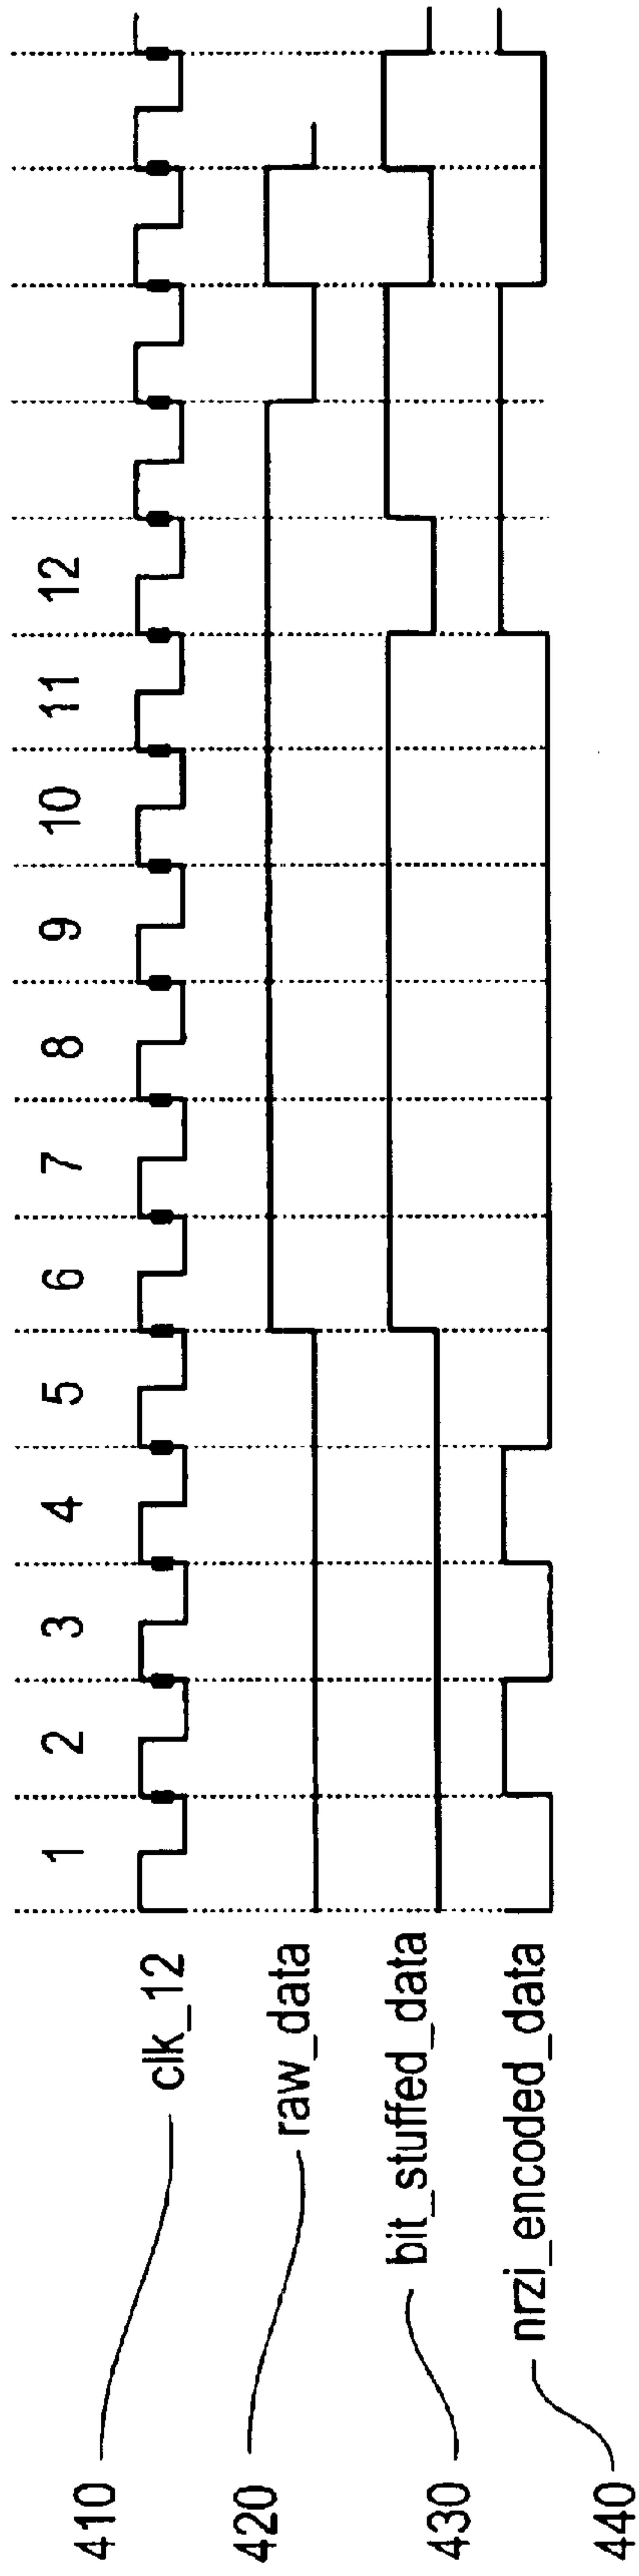 1 2 3 4 5 6 7 8 9 10 11 12
410 clk_12
420 raw_data
430 bit_stuffed_data
440 nrzi_encoded_data